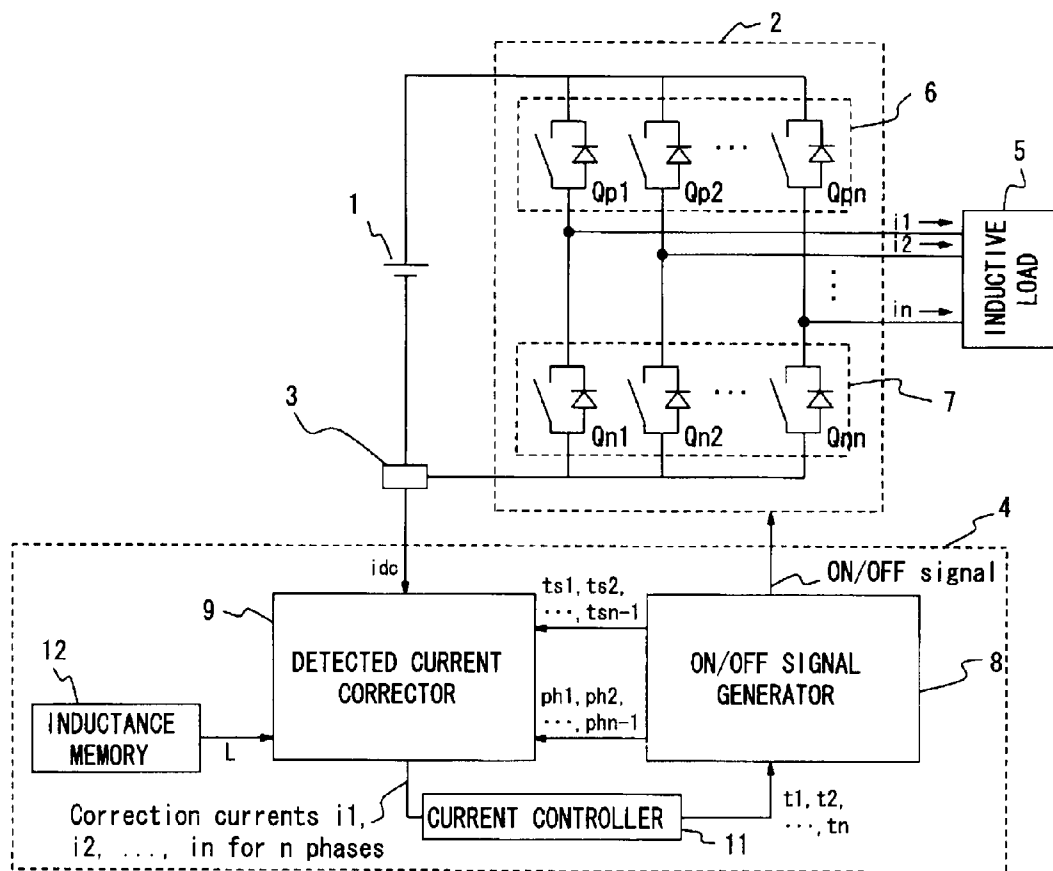 2
6
Qp1 Qp2 ··· Qpn
1
5
i1
i2
⋮
in
INDUCTIVE
LOAD
3
Qn1 Qn2 ··· Qnn
7
4
idc
ON/OFF signal
9
ts1, ts2,
···, tsn-1
DETECTED CURRENT
CORRECTOR
ON/OFF SIGNAL
GENERATOR
8
12
ph1, ph2,
···, phn-1
INDUCTANCE
MEMORY
L
Correction currents i1,
i2, ..., in for n phases
CURRENT CONTROLLER
11
t1, t2,
···, tn